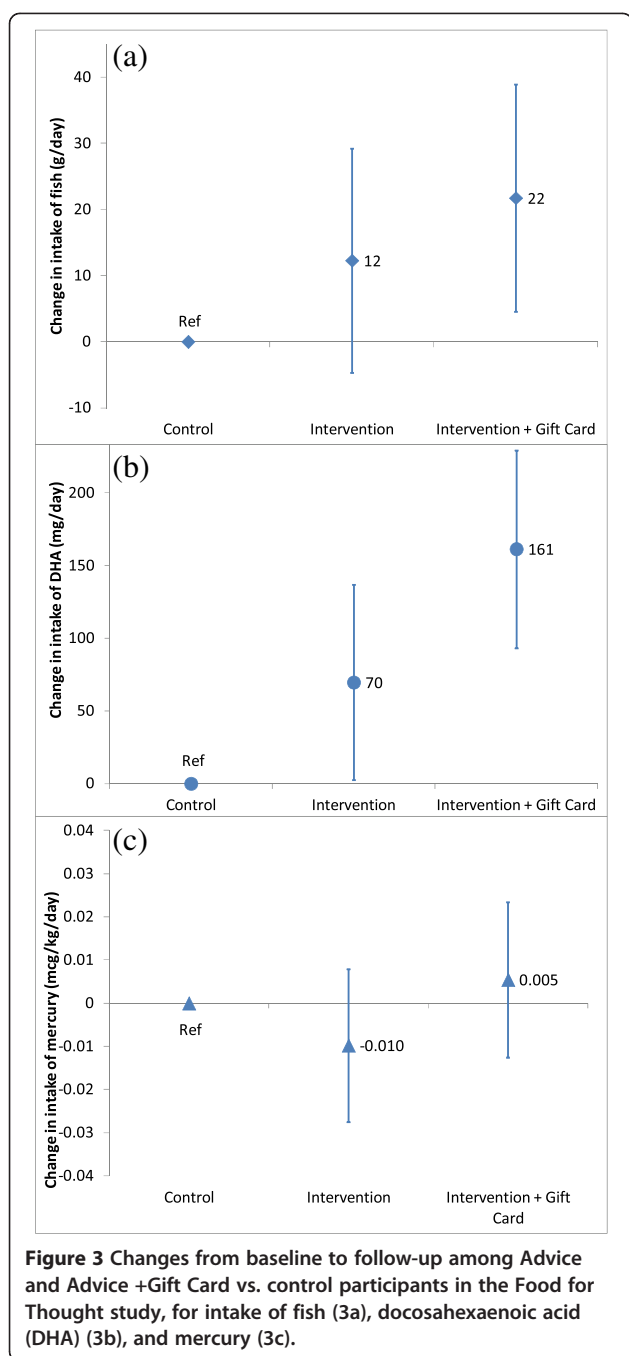 (a)
Change in intake of fish (g/day)
40
30
20
10
0
-10
Ref
12
22
Control Intervention Intervention + Gift Card
(b)
Change in intake of DHA (mg/day)
200
150
100
50
0
Ref
70
161
Control Intervention Intervention + Gift Card
(c)
Change in intake of mercury (mcg/kg/day)
0.04
0.03
0.02
0.01
0
-0.01
-0.02
-0.03
-0.04
Ref
-0.010
0.005
Control Intervention Intervention + Gift
Card
Figure 3 Changes from baseline to follow-up among Advice
and Advice +Gift Card vs. control participants in the Food for
Thought study, for intake of fish (3a), docosahexaenoic acid
(DHA) (3b), and mercury (3c).